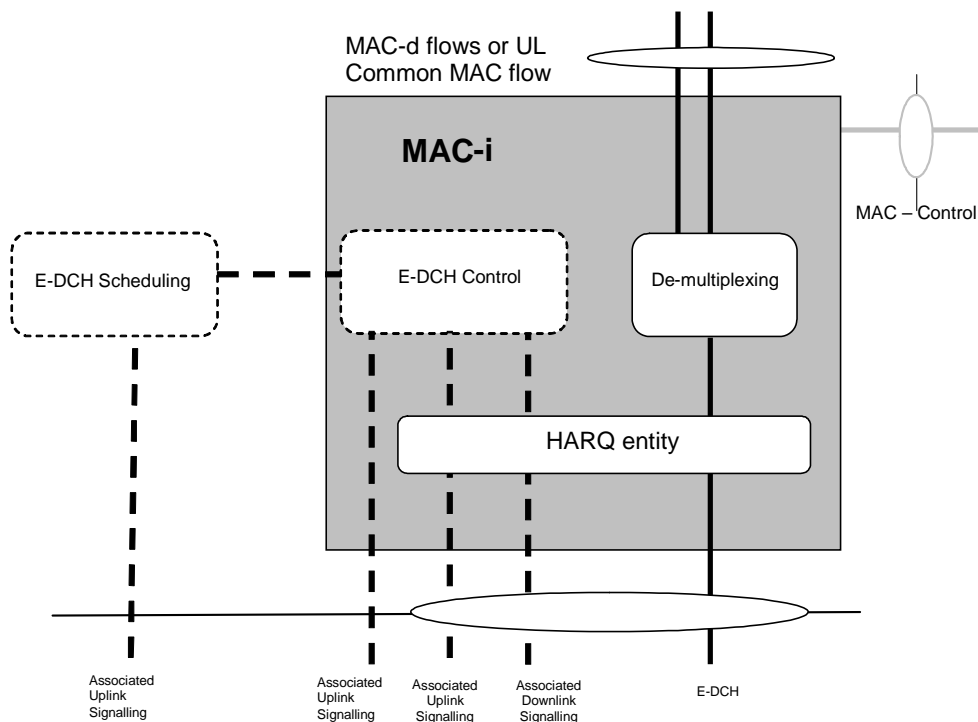 MAC-d flows or UL
Common MAC flow
MAC-i
MAC – Control
E-DCH Scheduling
E-DCH Control
De-multiplexing
HARQ entity
Associated
Uplink
Signalling
Associated
Uplink
Signalling
Associated
Uplink
Signalling
Associated
Downlink
Signalling
E-DCH